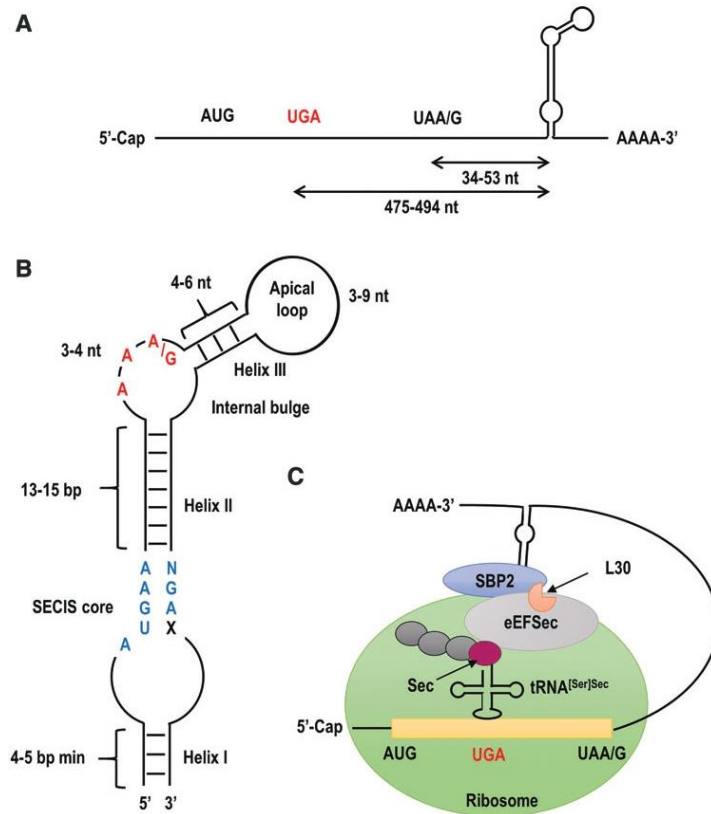 A
AUG UGA UAA/G
5’-Cap AAAA-3’
34-53 nt
475-494 nt
B
4-6 nt
Apical
loop
3-9 nt
3-4 nt
A A A/G
Helix III
Internal bulge
13-15 bp
Helix II
SECIS core
A N
A G
G A
U X
A
4-5 bp min
Helix I
5’ 3’
C
AAAA-3’
SBP2
L30
eEFSec
Sec
tRNA[Ser]Sec
5’-Cap
AUG UGA UAA/G
Ribosome